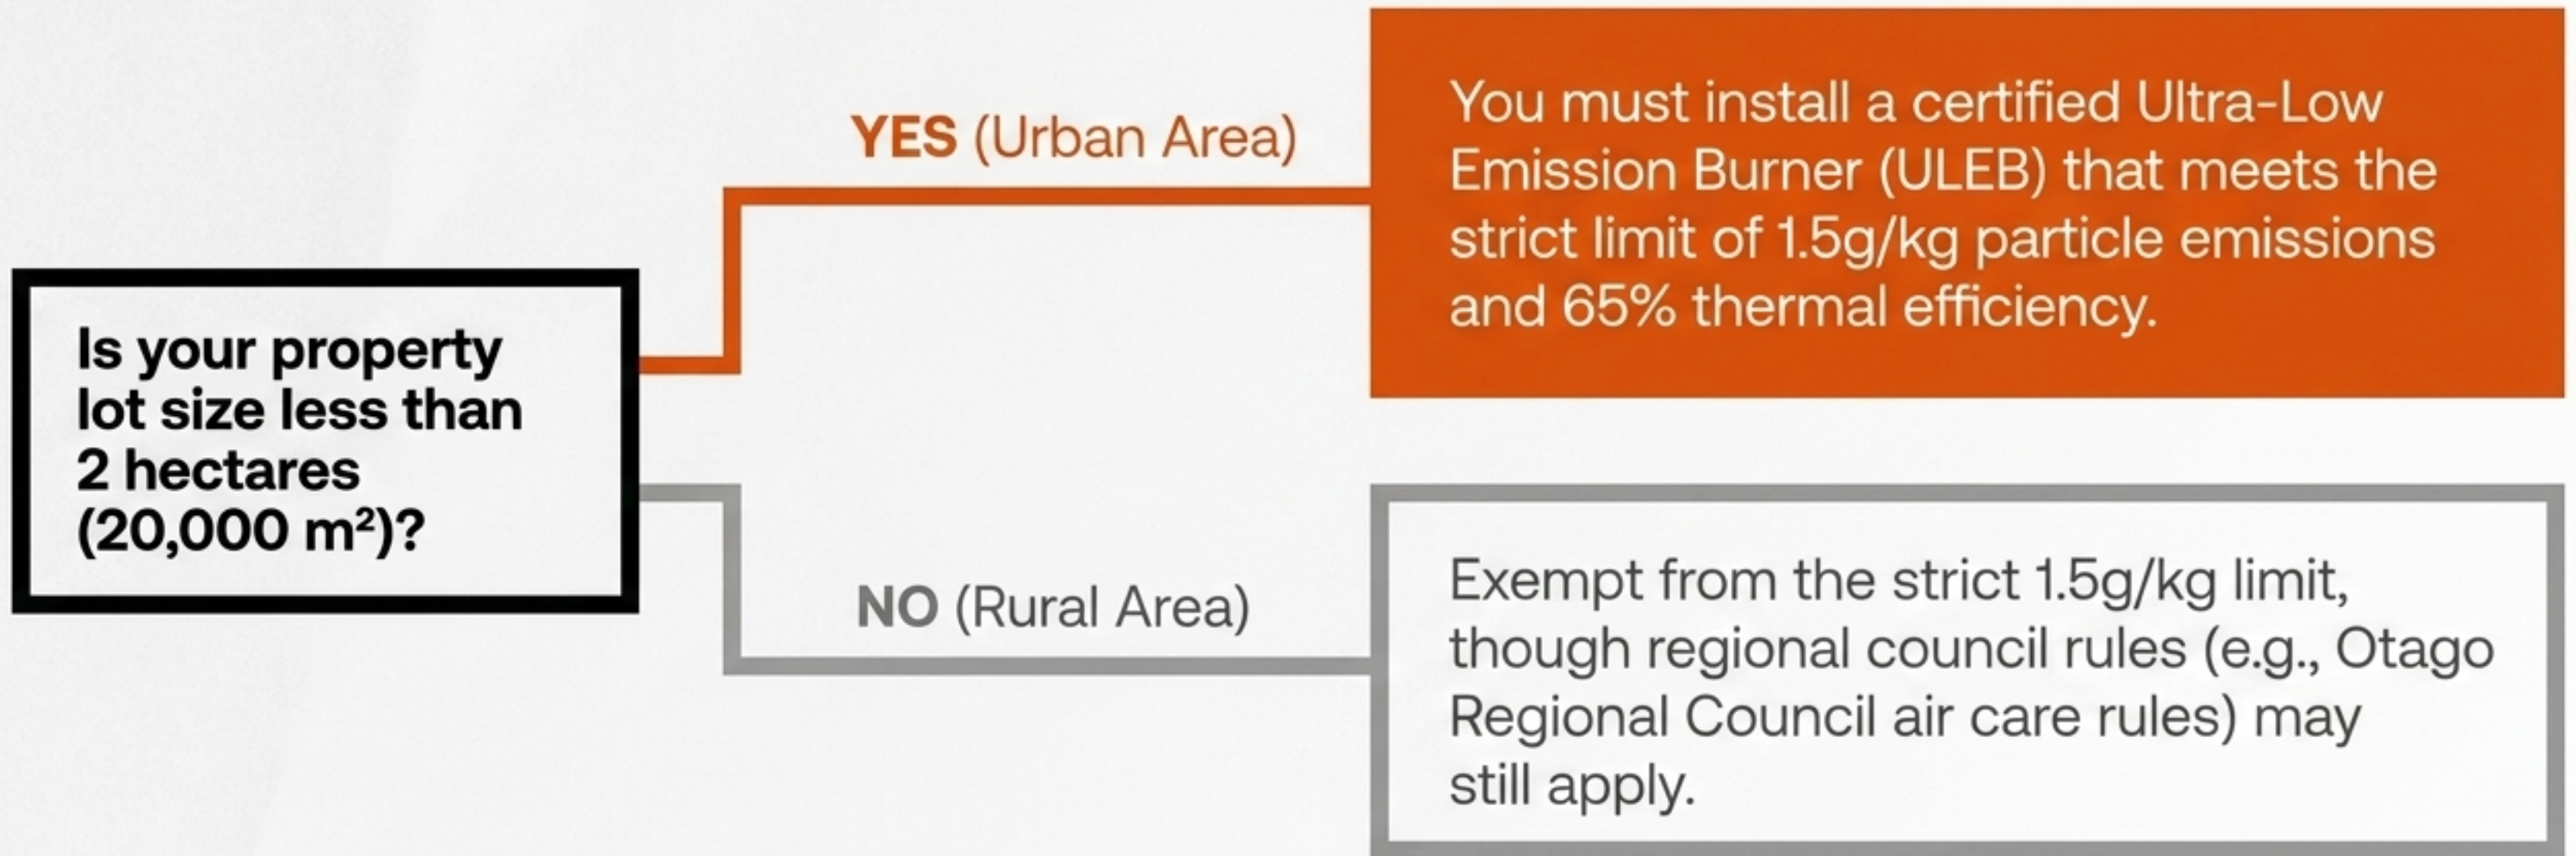 Is your property
lot size less than
2 hectares
(20,000 m²)?
YES (Urban Area)
You must install a certified Ultra-Low
Emission Burner (ULEB) that meets the
strict limit of 1.5g/kg particle emissions
and 65% thermal efficiency.
NO (Rural Area)
Exempt from the strict 1.5g/kg limit,
though regional council rules (e.g., Otago
Regional Council air care rules) may
still apply.